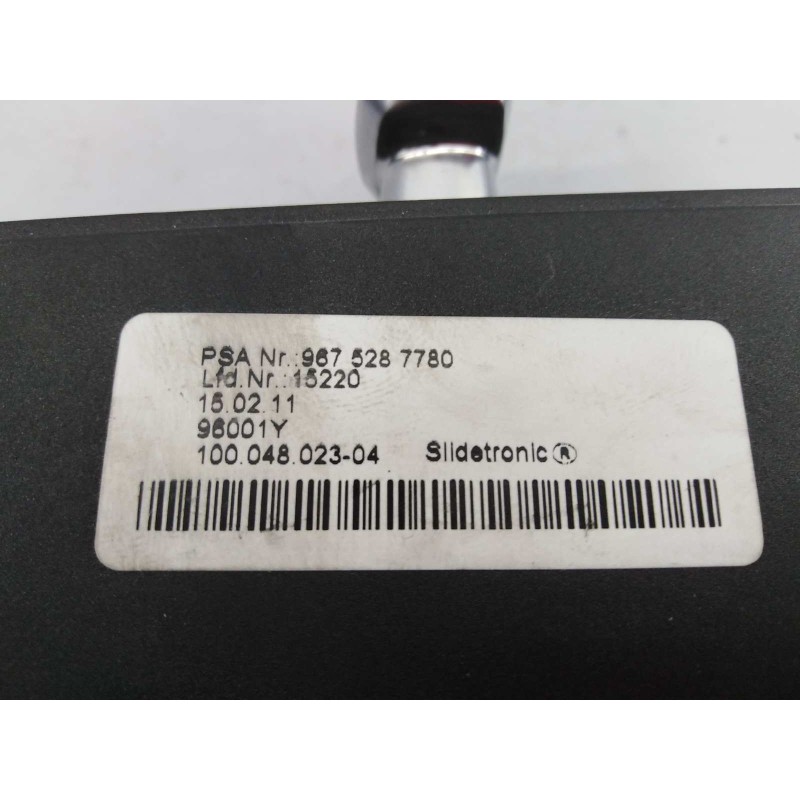 PSA Nr.:967 528 7780
Lfd.Nr.:15220
15.02.11
96001Y
100.048.023-04 Slidetronic®